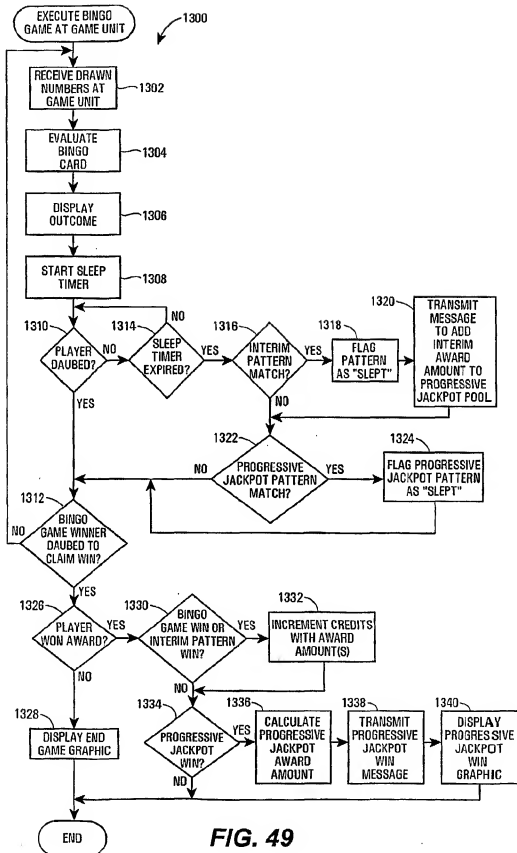 EXECUTE BINGO
GAME AT GAME UNIT
1300
RECEIVE DRAWN
NUMBERS AT
GAME UNIT
1302
EVALUATE
BINGO
CARD
1304
DISPLAY
OUTCOME
1306
START SLEEP
TIMER
1308
1310
PLAYER
DAUBED?
NO
YES
1314
SLEEP
TIMER
EXPIRED?
NO
YES
1316
INTERIM
PATTERN
MATCH?
YES
NO
1318
FLAG
PATTERN
AS "SLEPT"
1320
TRANSMIT
MESSAGE
TO ADD
INTERIM
AWARD
AMOUNT TO
PROGRESSIVE
JACKPOT POOL
1322
PROGRESSIVE
JACKPOT PATTERN
MATCH?
NO
YES
1324
FLAG PROGRESSIVE
JACKPOT PATTERN
AS "SLEPT"
1312
BINGO
GAME WINNER
DAUBED TO
CLAIM WIN?
NO
YES
1326
PLAYER
WON AWARD?
YES
NO
1328
DISPLAY END
GAME GRAPHIC
1330
BINGO
GAME WIN OR
INTERIM PATTERN
WIN?
YES
NO
1332
INCREMENT CREDITS
WITH AWARD
AMOUNT(S)
1334
PROGRESSIVE
JACKPOT
WIN?
YES
NO
1336
CALCULATE
PROGRESSIVE
JACKPOT
AWARD
AMOUNT
1338
TRANSMIT
PROGRESSIVE
JACKPOT
WIN
MESSAGE
1340
DISPLAY
PROGRESSIVE
JACKPOT
WIN
GRAPHIC
END
FIG. 49